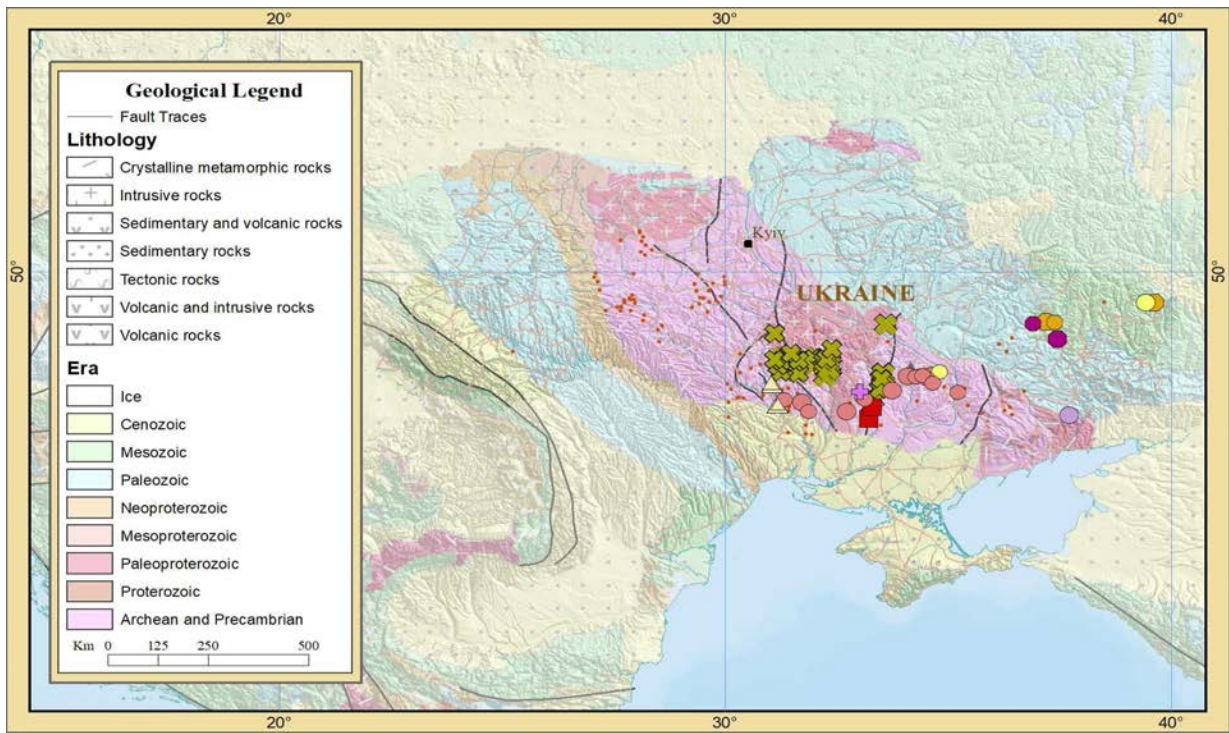 20°
30°
40°
Geological Legend
Fault Traces
Lithology
Crystalline metamorphic rocks
Intrusive rocks
Sedimentary and volcanic rocks
Sedimentary rocks
Tectonic rocks
Volcanic and intrusive rocks
Volcanic rocks
Era
Ice
Cenozoic
Mesozoic
Paleozoic
Neoproterozoic
Mesoproterozoic
Paleoproterozoic
Proterozoic
Archean and Precambrian
Km 0 125 250 500
Kyiv
50°
50°
UKRAINE
20°
30°
40°